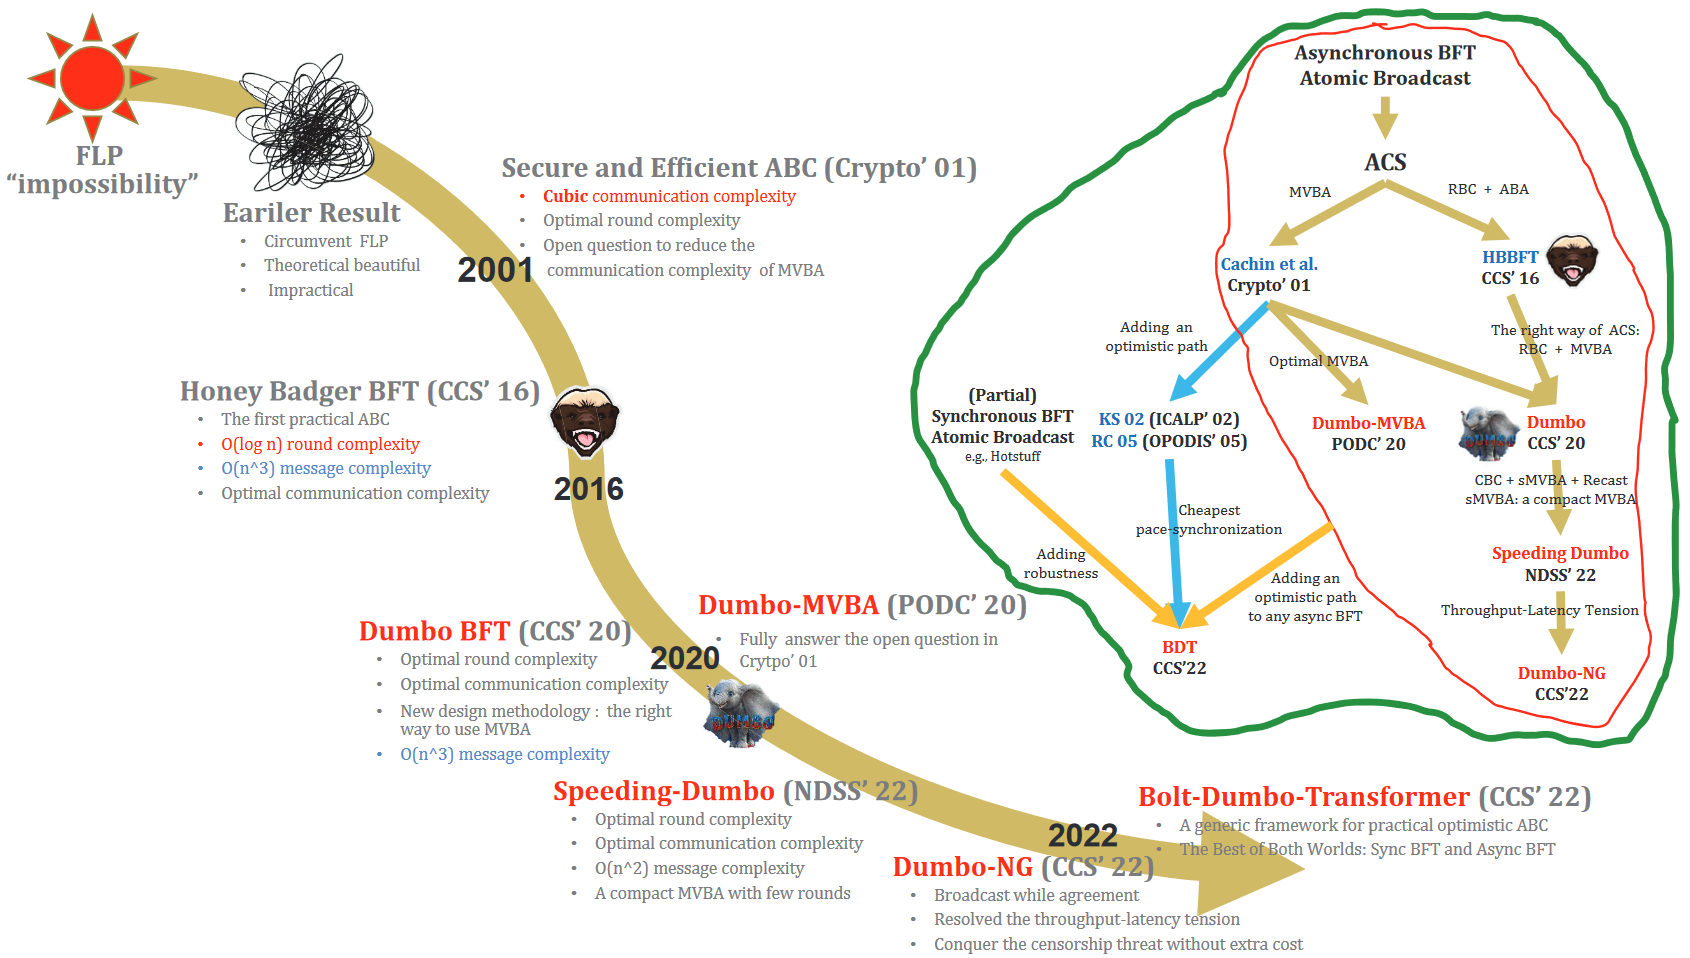 FLP
“impossibility”
Eariler Result
• Circumvent FLP
• Theoretical beautiful
• Impractical
2001
Secure and Efficient ABC (Crypto’ 01)
• Cubic communication complexity
• Optimal round complexity
• Open question to reduce the
communication complexity of MVBA
Honey Badger BFT (CCS’ 16)
• The first practical ABC
• O(log n) round complexity
• O(n^3) message complexity
• Optimal communication complexity
2016
Dumbo-MVBA (PODC’ 20)
• Fully answer the open question in
Crytpo’ 01
Dumbo BFT (CCS’ 20)
• Optimal round complexity
• Optimal communication complexity
• New design methodology : the right
way to use MVBA
• O(n^3) message complexity
2020
DUMBO
Speeding-Dumbo (NDSS’ 22)
• Optimal round complexity
• Optimal communication complexity
• O(n^2) message complexity
• A compact MVBA with few rounds
2022
Dumbo-NG (CCS’ 22)
• Broadcast while agreement
• Resolved the throughput-latency tension
• Conquer the censorship threat without extra cost
Bolt-Dumbo-Transformer (CCS’ 22)
• A generic framework for practical optimistic ABC
• The Best of Both Worlds: Sync BFT and Async BFT
Asynchronous BFT
Atomic Broadcast
ACS
MVBA
RBC + ABA
Cachin et al.
Crypto’ 01
HBBFT
CCS’ 16
Adding an
optimistic path
Optimal MVBA
The right way of ACS:
RBC + MVBA
(Partial)
Synchronous BFT
Atomic Broadcast
e.g., Hotstuff
KS 02 (ICALP’ 02)
RC 05 (OPODIS’ 05)
Dumbo-MVBA
PODC’ 20
DUMBO
Dumbo
CCS’ 20
CBC + sMVBA + Recast
sMVBA: a compact MVBA
Cheapest
pace-synchronization
Adding
robustness
Adding an
optimistic path
to any async BFT
Speeding Dumbo
NDSS’ 22
Throughput-Latency Tension
BDT
CCS’22
Dumbo-NG
CCS’22